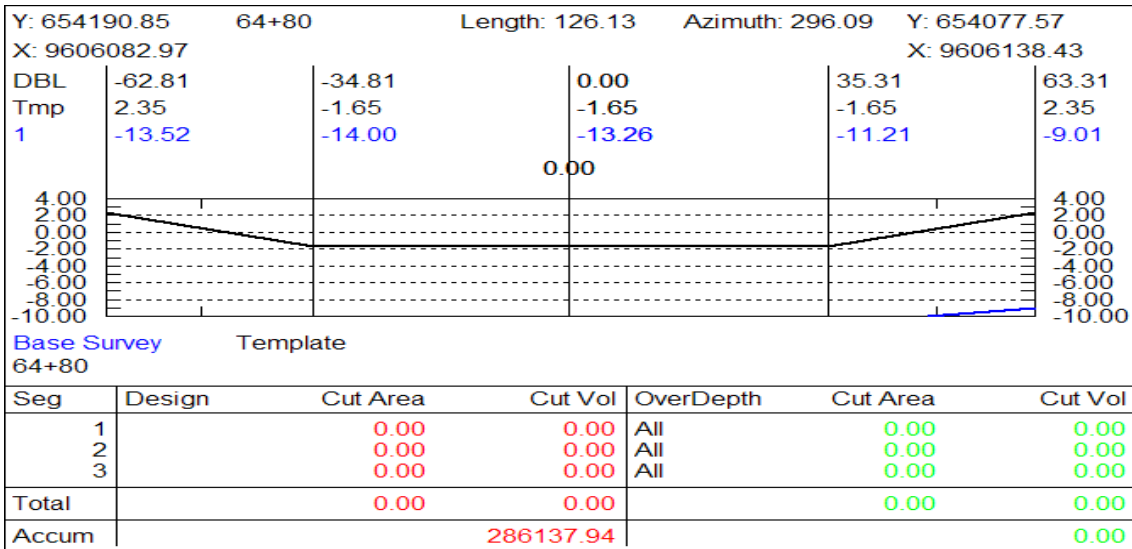 Y: 654190.85 64+80 Length: 126.13 Azimuth: 296.09 Y: 654077.57
X: 9606082.97 X: 9606138.43
DBL -62.81 -34.81 0.00 35.31 63.31
Tmp 2.35 -1.65 -1.65 -1.65 2.35
1 -13.52 -14.00 -13.26 -11.21 -9.01
0.00
4.00 4.00
2.00 2.00
0.00 0.00
-2.00 -2.00
-4.00 -4.00
-6.00 -6.00
-8.00 -8.00
-10.00 -10.00
Base Survey Template
64+80
Seg Design Cut Area Cut Vol OverDepth Cut Area Cut Vol
1 0.00 0.00 All 0.00 0.00
2 0.00 0.00 All 0.00 0.00
3 0.00 0.00 All 0.00 0.00
Total 0.00 0.00 0.00 0.00
Accum 286137.94 0.00